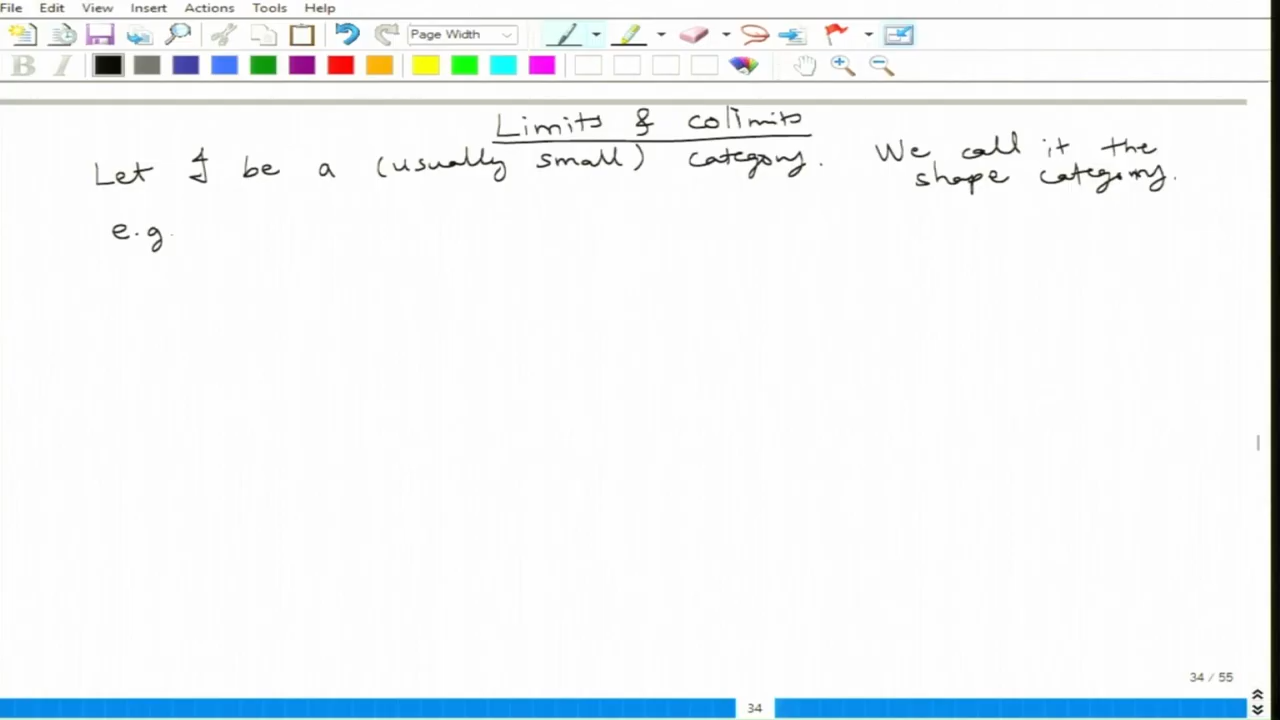 File Edit View Insert Actions Tools Help
Page Width
B I
Limits & colimits
Let J be a (usually small) category. We call it the
shape category.
e.g.
34 / 55
34